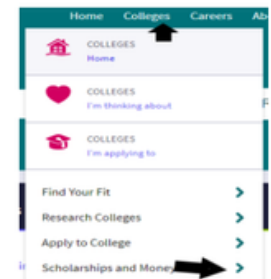 Home Colleges Careers Ab
COLLEGES
Home
COLLEGES
I'm thinking about
COLLEGES
I'm applying to
Find Your Fit
Research Colleges
Apply to College
Scholarships and Money